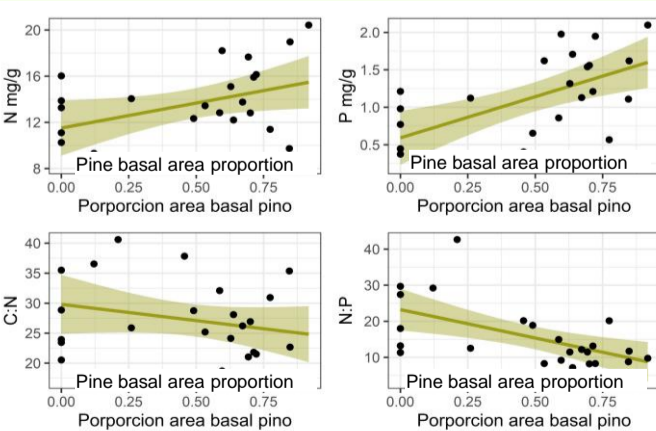 20
16
12
8
N mg/g
Pine basal area proportion
0.00 0.25 0.50 0.75
Porporcion area basal pino
2.0
1.5
1.0
0.5
P mg/g
Pine basal area proportion
0.00 0.25 0.50 0.75
Porporcion area basal pino
40
35
30
25
20
C:N
Pine basal area proportion
0.00 0.25 0.50 0.75
Porporcion area basal pino
40
30
20
10
N:P
Pine basal area proportion
0.00 0.25 0.50 0.75
Porporcion area basal pino